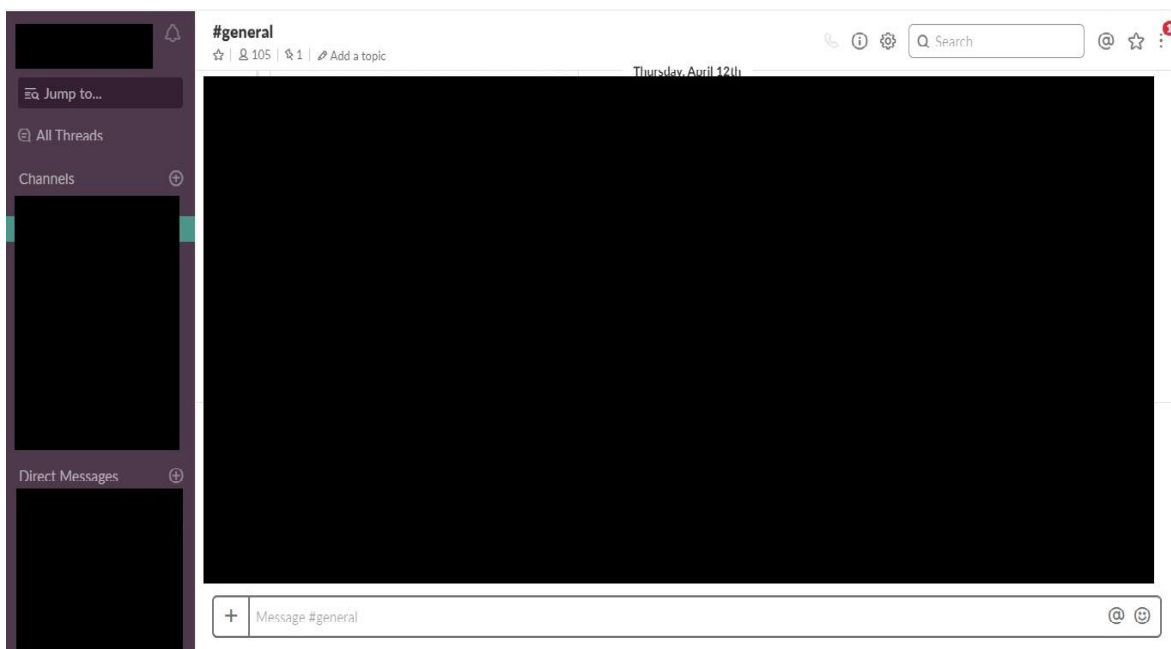 #general
105 1 Add a topic
Search
Thursday, April 12th
Jump to...
All Threads
Channels
Direct Messages
Message #general